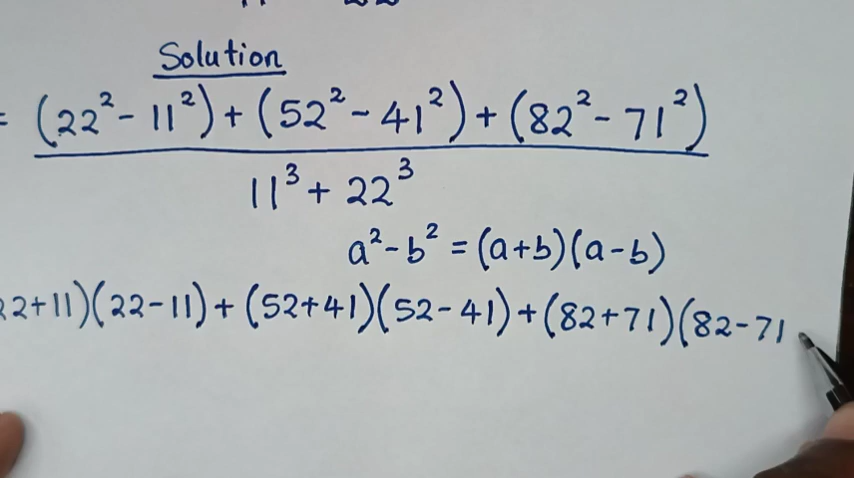 Solution
= (22² - 11²) + (52² - 41²) + (82² - 71²)
11³ + 22³
a² - b² = (a+b)(a-b)
22+11)(22-11) + (52+41)(52-41) + (82+71)(82-71